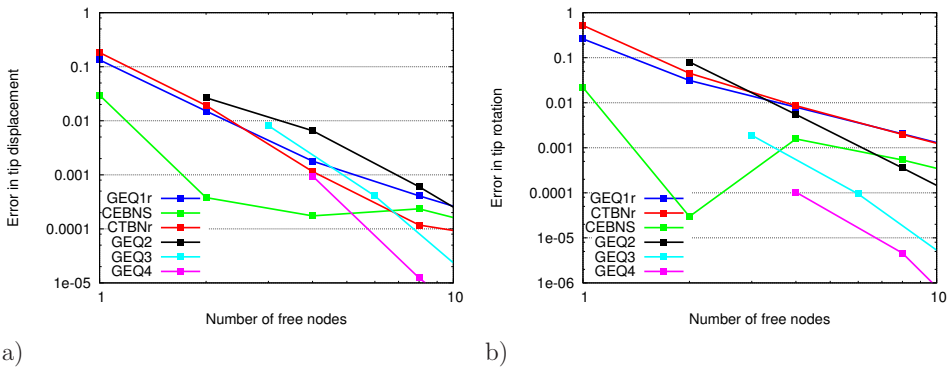 1
0.1
0.01
0.001
0.0001
1e-05
1
10
Error in tip displacement
Number of free nodes
GEQ1r
CEBNS
CTBNr
GEQ2
GEQ3
GEQ4
a)
1
0.1
0.01
0.001
0.0001
1e-05
1e-06
1
10
Error in tip rotation
Number of free nodes
GEQ1r
CTBNr
CEBNS
GEQ2
GEQ3
GEQ4
b)